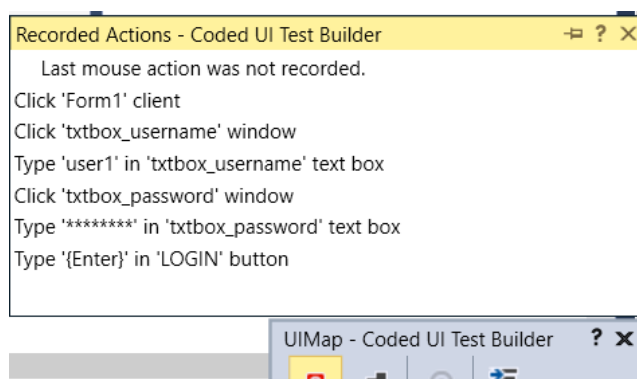 Recorded Actions - Coded UI Test Builder ? X
Last mouse action was not recorded.
Click 'Form1' client
Click 'txtbox_username' window
Type 'user1' in 'txtbox_username' text box
Click 'txtbox_password' window
Type '********' in 'txtbox_password' text box
Type '{Enter}' in 'LOGIN' button
UIMap - Coded UI Test Builder ? X